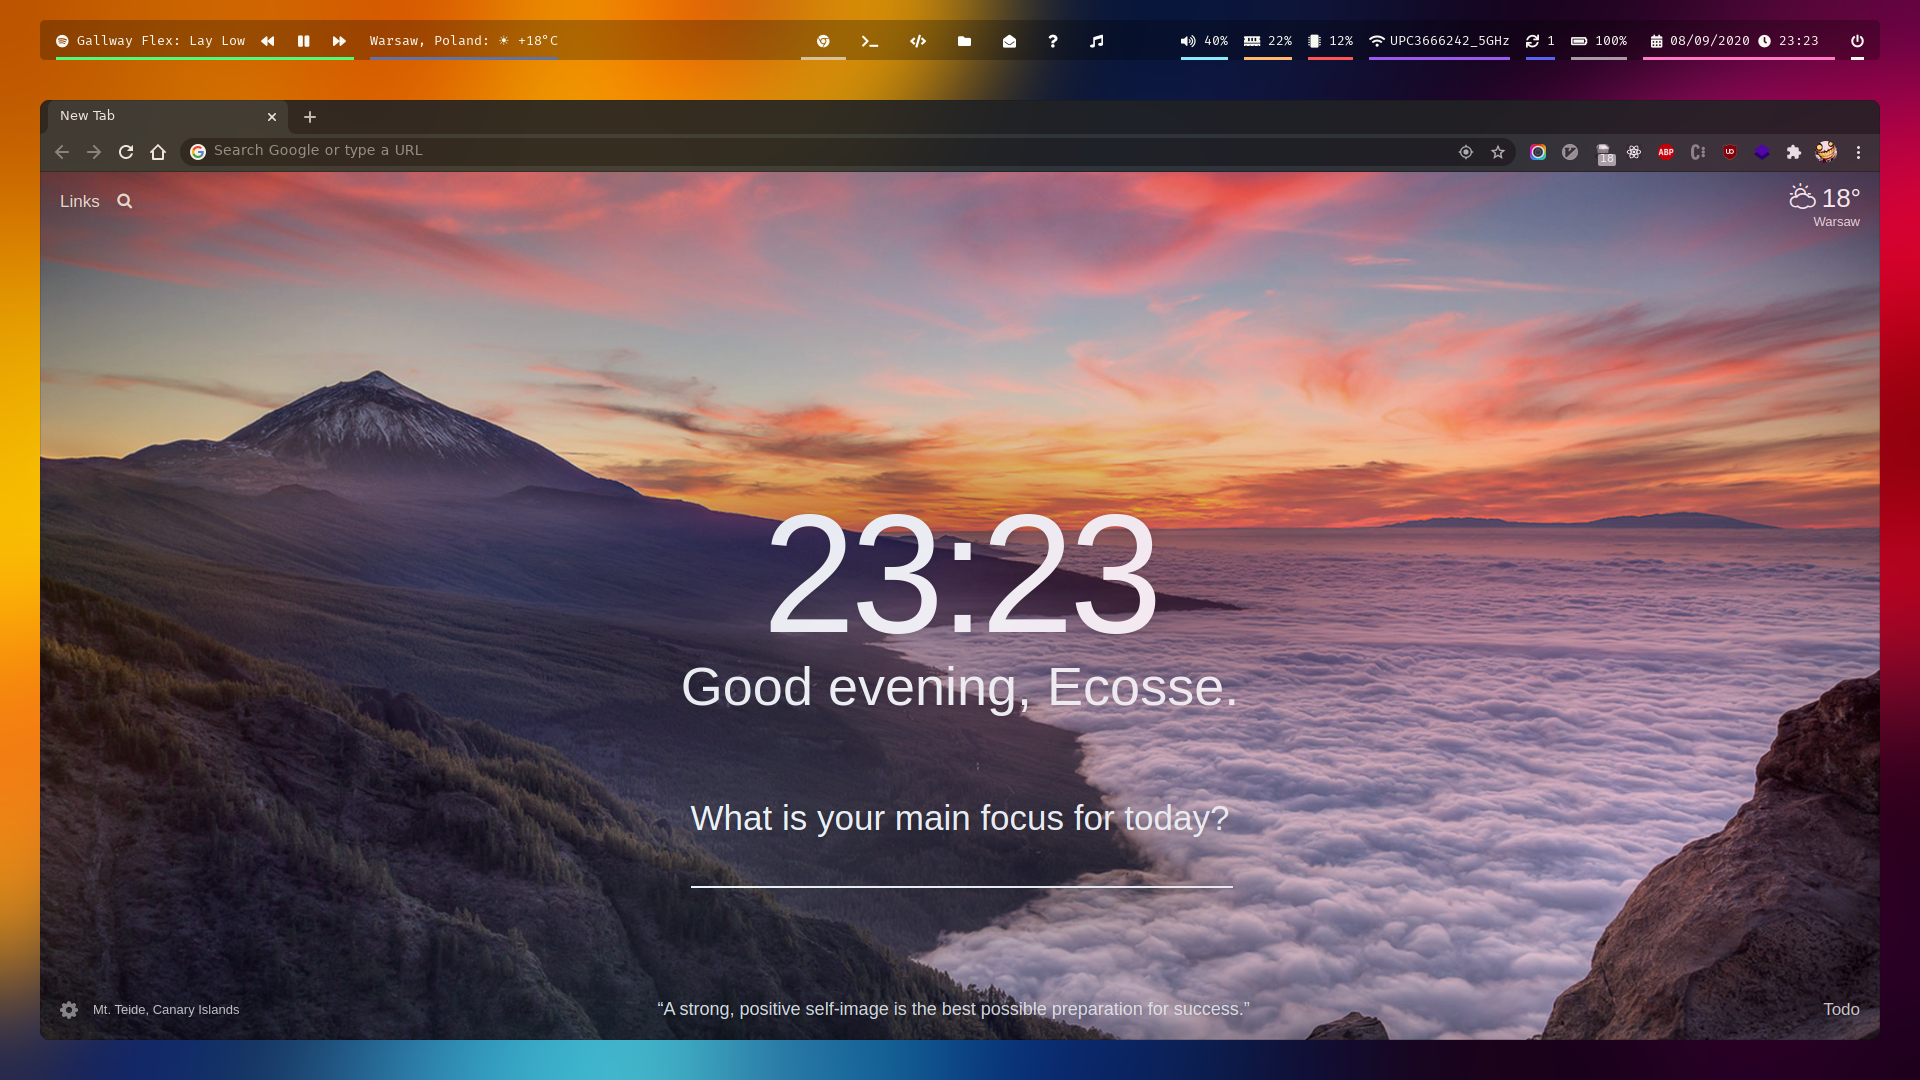 Gallway Flex: Lay Low
Warsaw, Poland: ☀ +18°C
40%
22%
12%
UPC3666242_5GHz
1
100%
08/09/2020
23:23
New Tab
Search Google or type a URL
18
ABP
UD
Links
18°
Warsaw
23:23
Good evening, Ecosse.
What is your main focus for today?
Mt. Teide, Canary Islands
“A strong, positive self-image is the best possible preparation for success.”
Todo